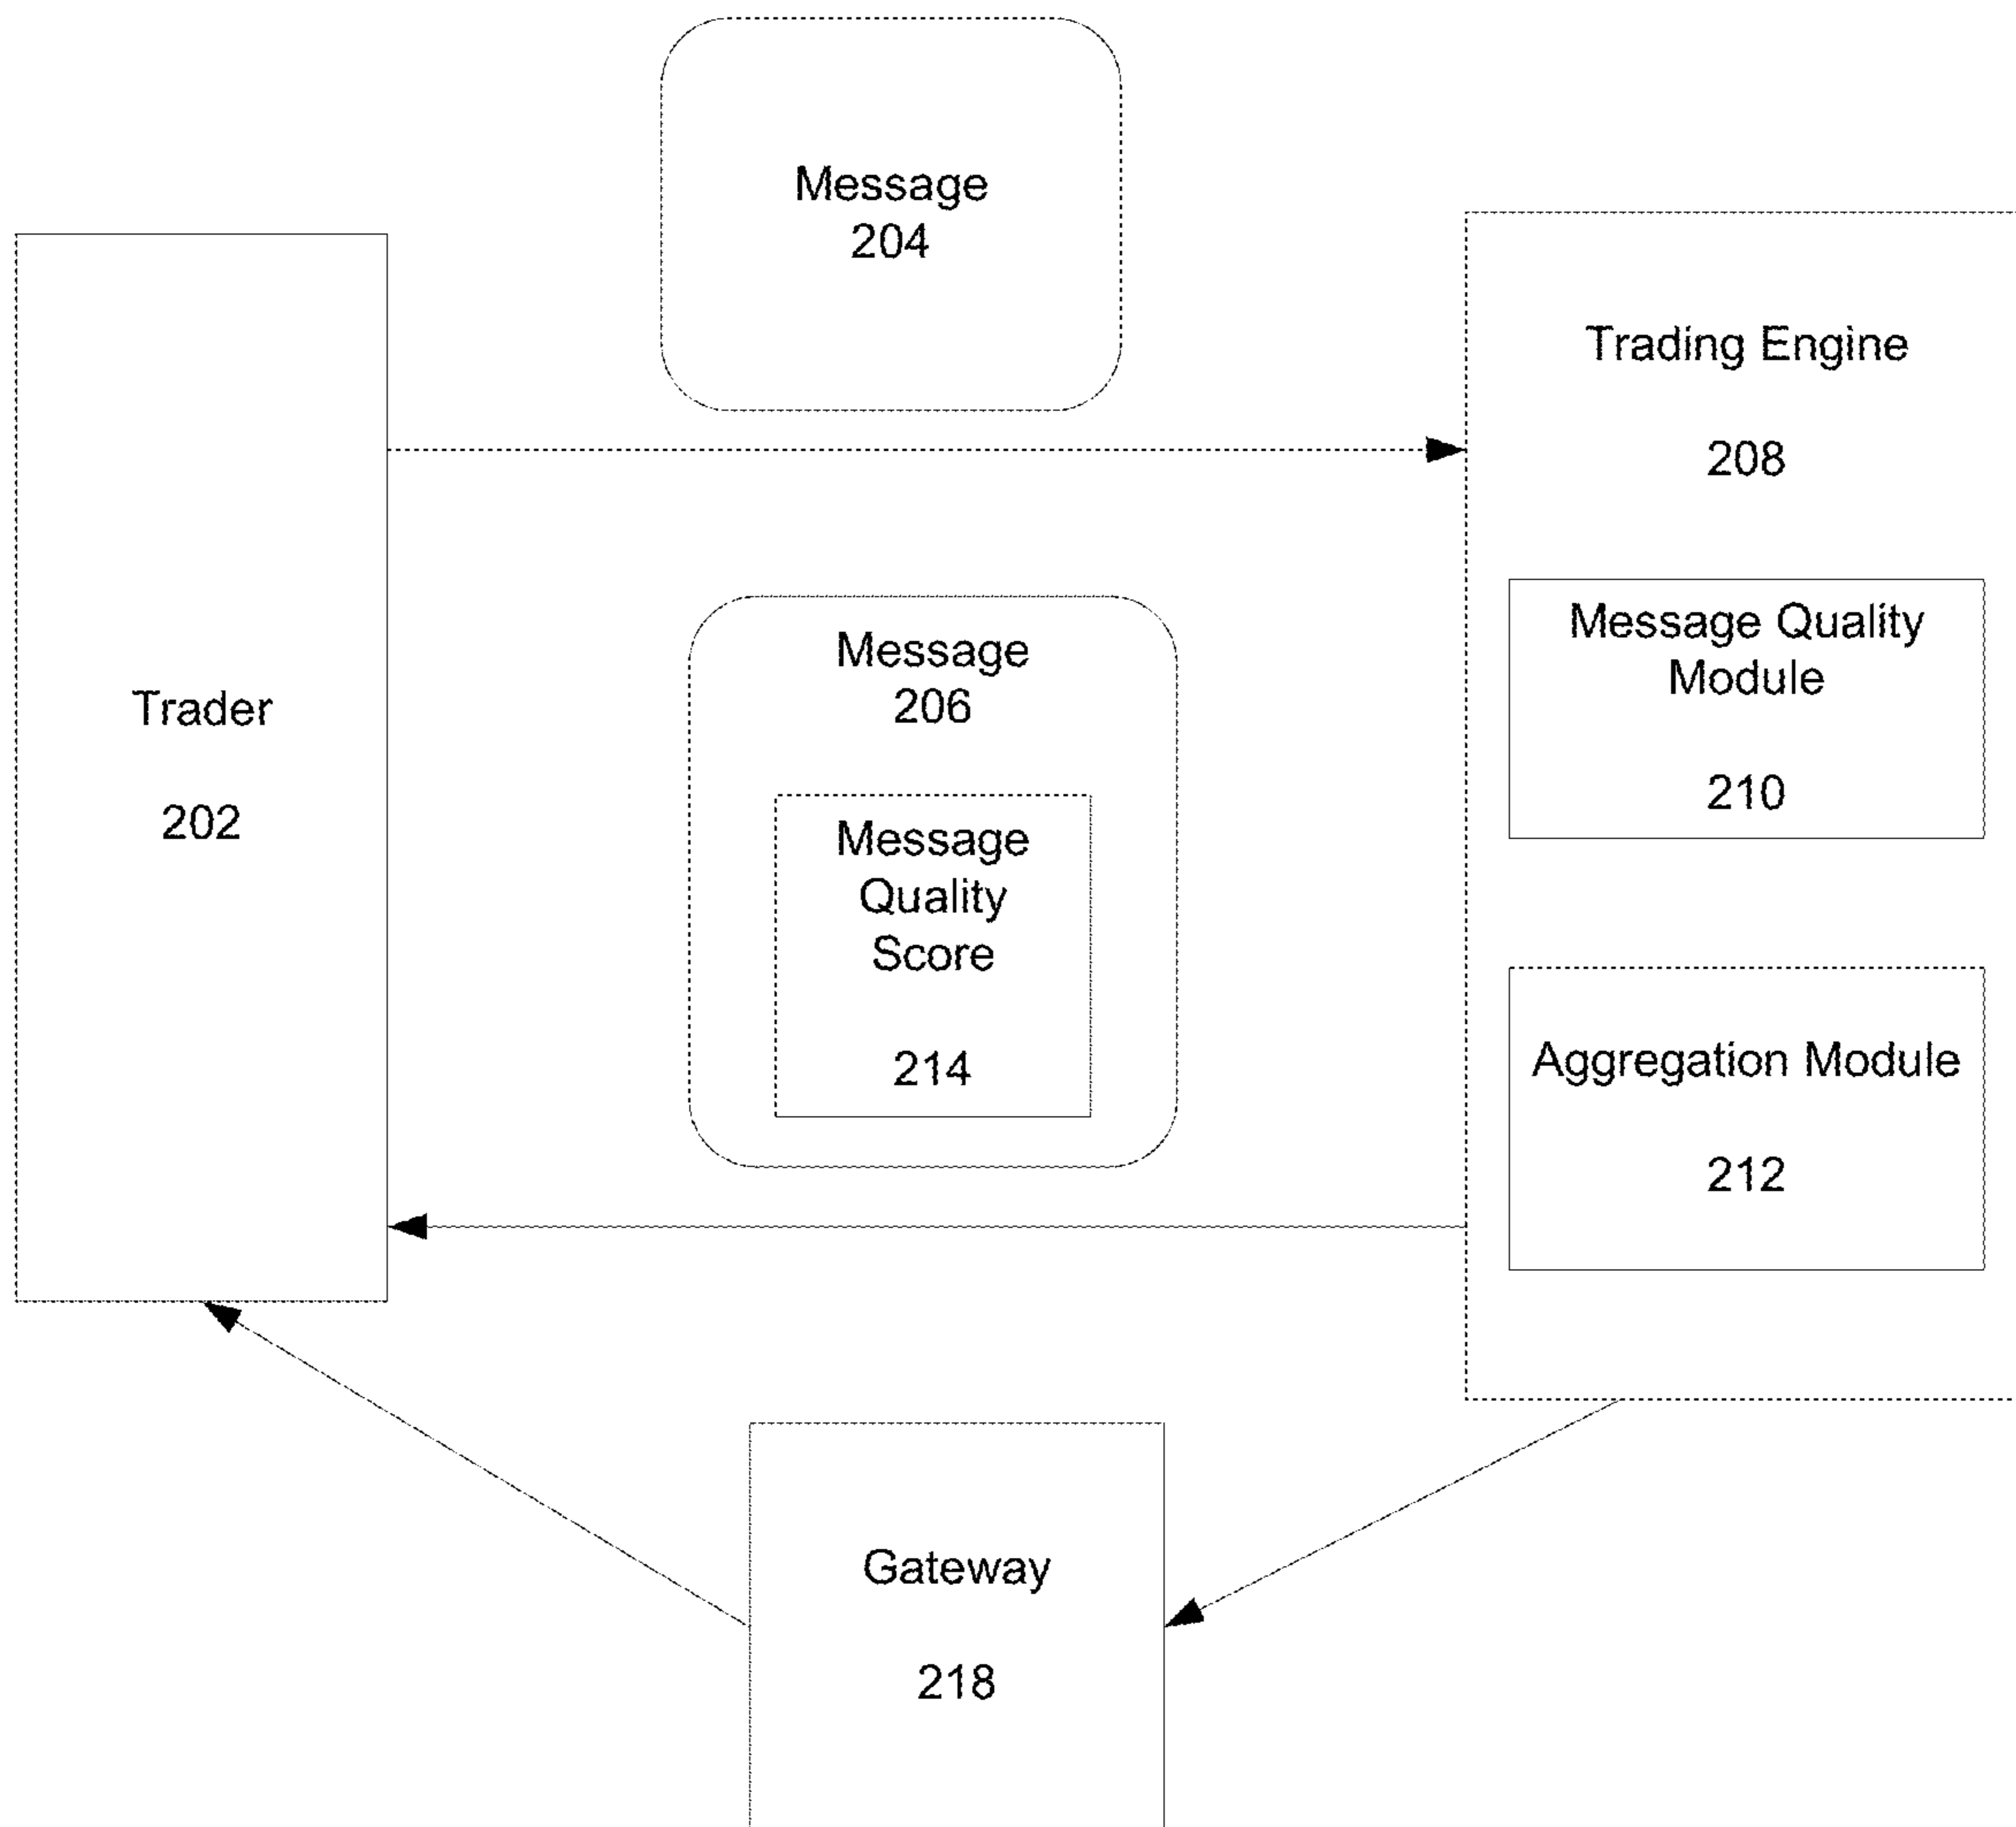 Message
204
Trading Engine
208
Message Quality
Module
210
Aggregation Module
212
Trader
202
Message
206
Message
Quality
Score
214
Gateway
218